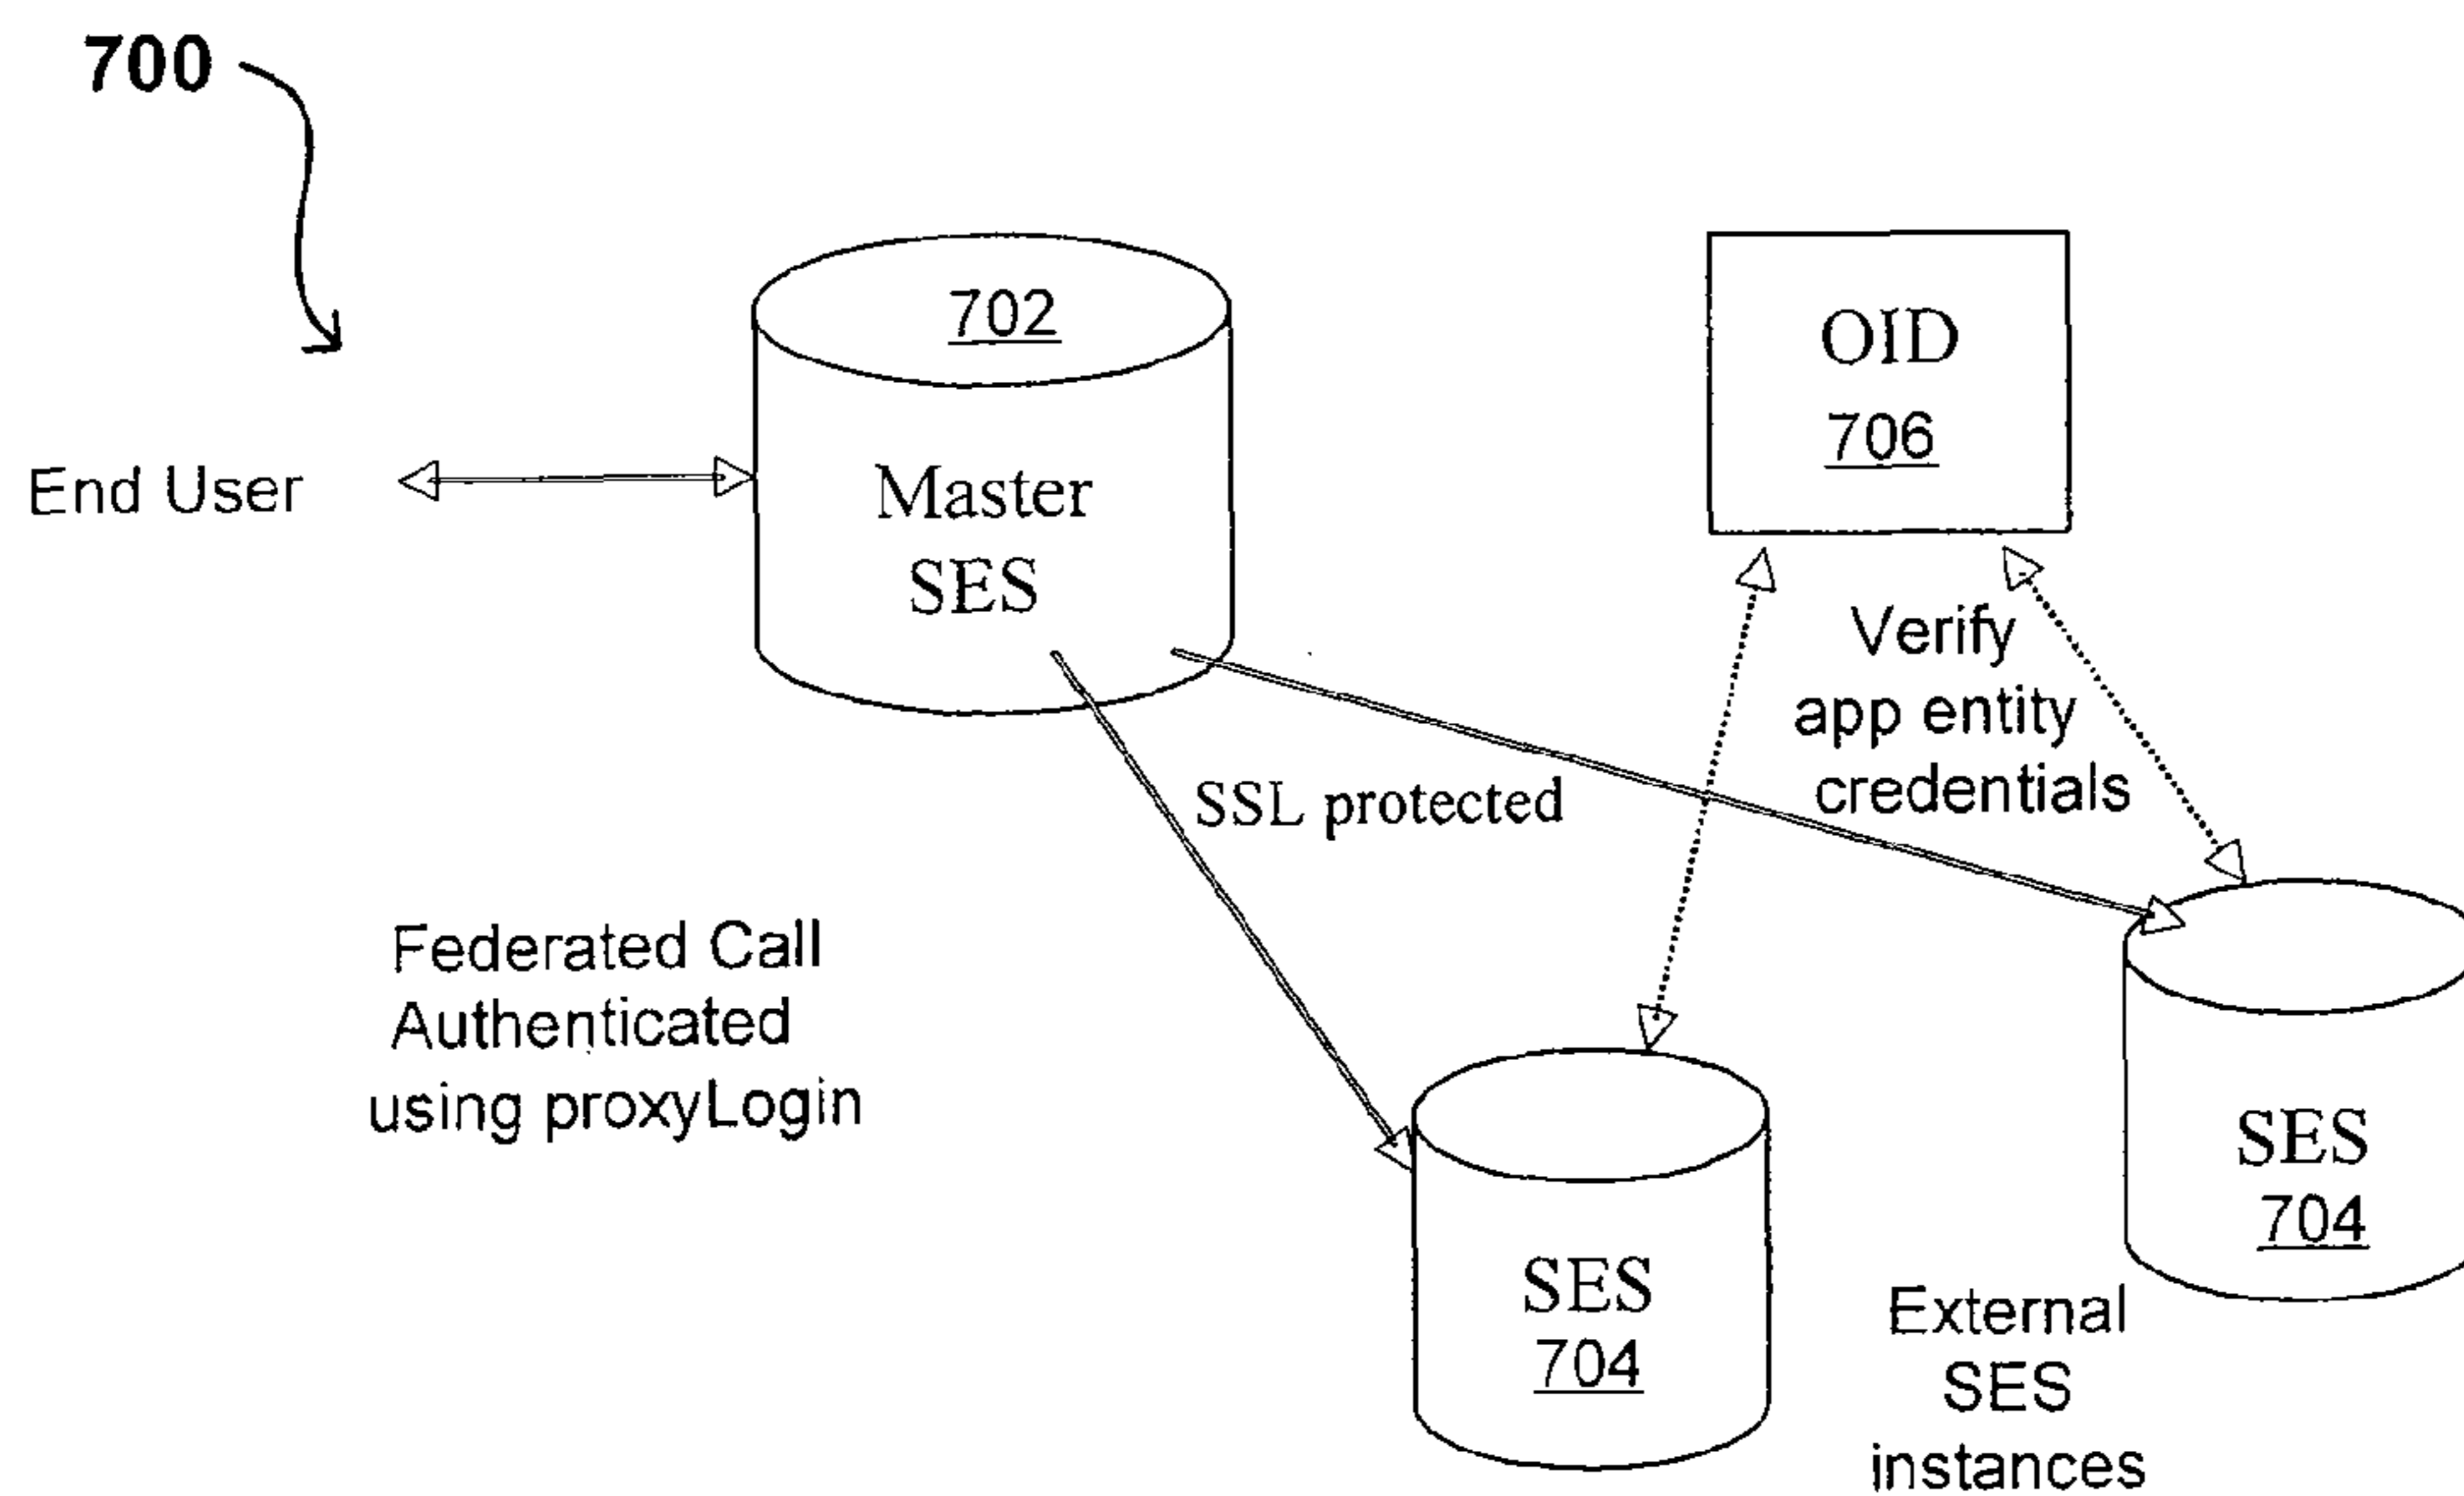 700
702
OID
706
End User
Master
SES
Verify
app entity
credentials
SSL protected
Federated Call
Authenticated
using proxyLogin
SES
704
SES
704
External
SES
instances